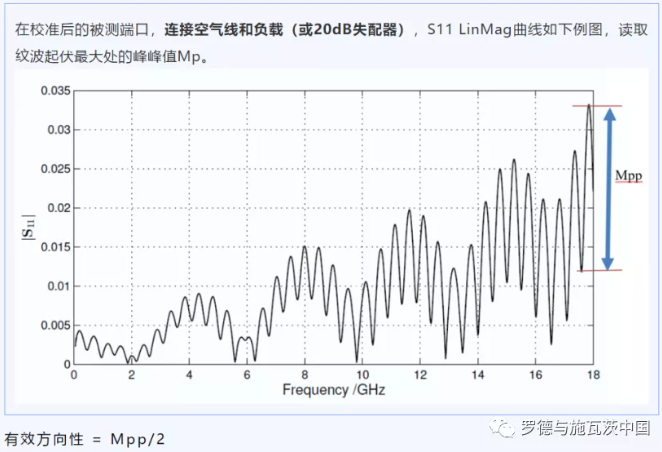 在校准后的被测端口，连接空气线和负载（或20dB失配器），S11 LinMag曲线如下例图，读取
纹波起伏最大处的峰峰值Mp。
0.035
0.03
0.025
0.02
0.015
0.01
0.005
0
|S11|
Mpp
0 2 4 6 8 10 12 14 16 18
Frequency /GHz
有效方向性 = Mpp/2
罗德与施瓦茨中国